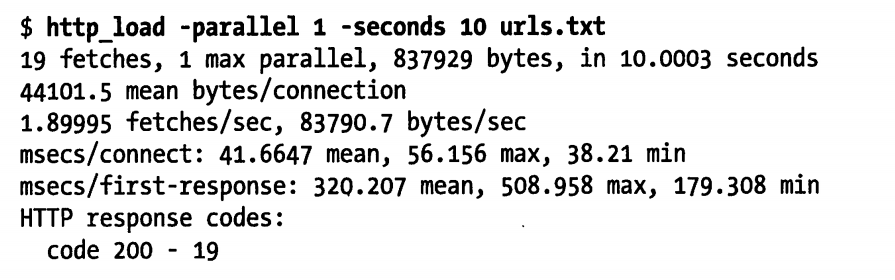 $ http_load -parallel 1 -seconds 10 urls.txt
19 fetches, 1 max parallel, 837929 bytes, in 10.0003 seconds
44101.5 mean bytes/connection
1.89995 fetches/sec, 83790.7 bytes/sec
msecs/connect: 41.6647 mean, 56.156 max, 38.21 min
msecs/first-response: 320.207 mean, 508.958 max, 179.308 min
HTTP response codes:
  code 200 - 19